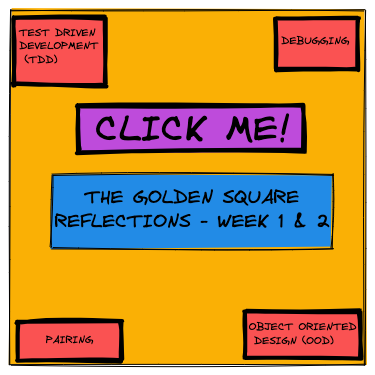 TEST DRIVEN
DEVELOPMENT
(TDD)
DEBUGGING
CLICK ME!
THE GOLDEN SQUARE
REFLECTIONS - WEEK 1 & 2
PAIRING
OBJECT ORIENTED
DESIGN (OOD)